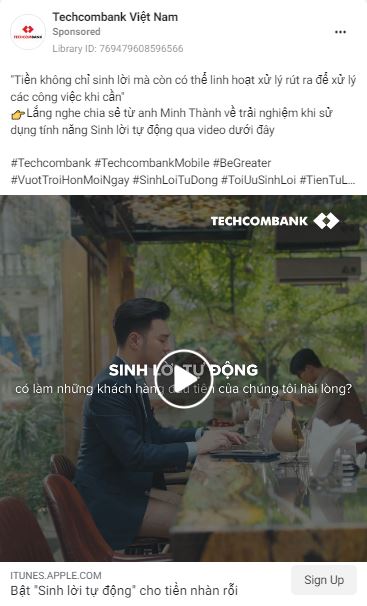 Techcombank Việt Nam
Sponsored
Library ID: 769479608596566
TECHCOMBANK
"Tiền không chỉ sinh lời mà còn có thể linh hoạt xử lý rút ra để xử lý
các công việc khi cần"
👉Lắng nghe chia sẻ từ anh Minh Thành về trải nghiệm khi sử
dụng tính năng Sinh lời tự động qua video dưới đây
#Techcombank #TechcombankMobile #BeGreater
#VuotTroiHonMoiNgay #SinhLoiTuDong #ToiUuSinhLoi #TienTuL...
TECHCOMBANK
SINH LỜI TỰ ĐỘNG
có làm những khách hàng đầu tiên của chúng tôi hài lòng?
ITUNES.APPLE.COM
Bật "Sinh lời tự động" cho tiền nhàn rỗi
Sign Up